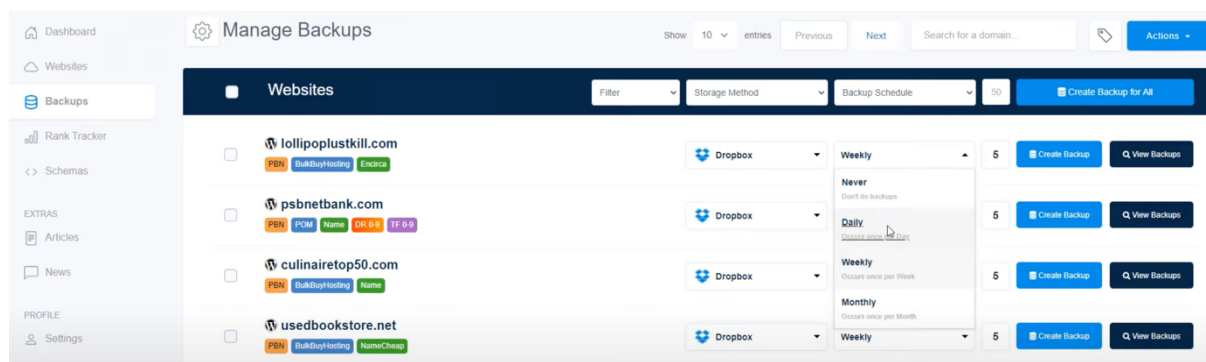 Dashboard
Websites
Backups
Rank Tracker
Schemas
EXTRAS
Articles
News
PROFILE
Settings
Manage Backups
Show 10 entries Previous Next Search for a domain... Actions
Websites Filter Storage Method Backup Schedule 50 Create Backup for All
lollipoplustkill.com
PBN BulkBuyHosting Encirca
Dropbox Weekly 5 Create Backup View Backups
psbnetbank.com
PBN POM Name DR 0-9 TF 0-9
Dropbox 5 Create Backup View Backups
culinairetop50.com
PBN BulkBuyHosting Name
Dropbox 5 Create Backup View Backups
usedbookstore.net
PBN BulkBuyHosting NameCheap
Dropbox Weekly 5 Create Backup View Backups
Never
Don't do backups
Daily
Occurs once per Day
Weekly
Occurs once per Week
Monthly
Occurs once per Month